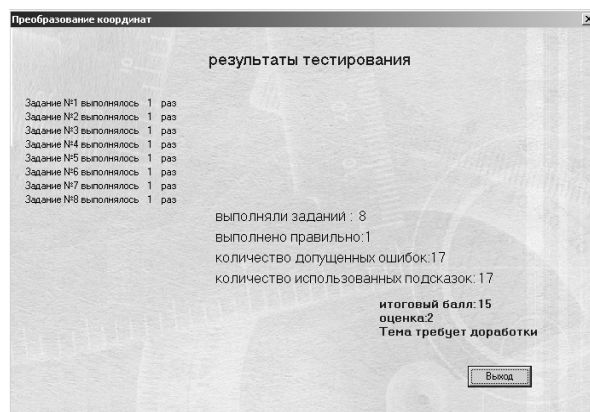 Преобразование координат
результаты тестирования
Задание №1 выполнялось 1 раз
Задание №2 выполнялось 1 раз
Задание №3 выполнялось 1 раз
Задание №4 выполнялось 1 раз
Задание №5 выполнялось 1 раз
Задание №6 выполнялось 1 раз
Задание №7 выполнялось 1 раз
Задание №8 выполнялось 1 раз
выполняли заданий : 8
выполнено правильно:1
количество допущенных ошибок:17
количество использованных подсказок: 17
итоговый балл: 15
оценка:2
Тема требует доработки
Выход